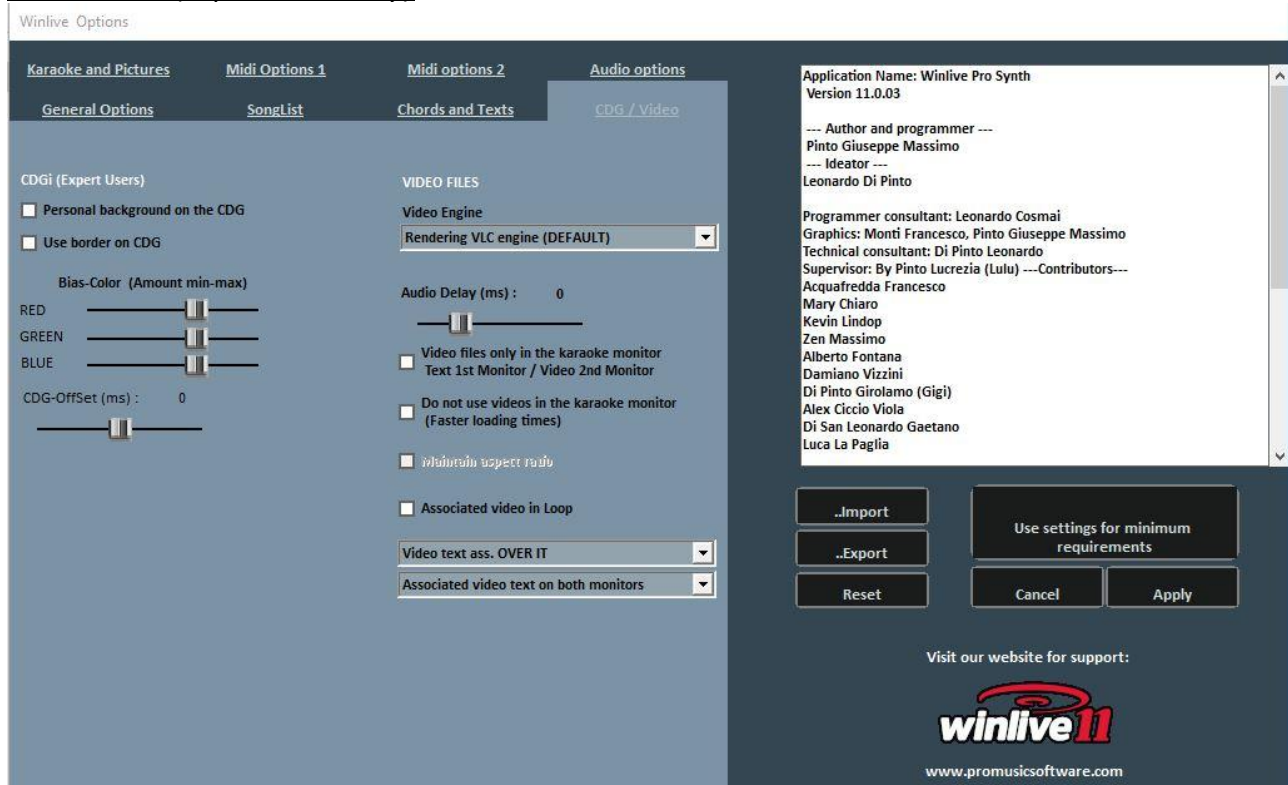 Winlive Options
Karaoke and Pictures
Midi Options 1
Midi options 2
Audio options
General Options
SongList
Chords and Texts
CDG / Video
CDGi (Expert Users)
Personal background on the CDG
Use border on CDG
Bias-Color (Amount min-max)
RED
GREEN
BLUE
CDG-OffSet (ms) : 0
VIDEO FILES
Video Engine
Rendering VLC engine (DEFAULT)
Audio Delay (ms) : 0
Video files only in the karaoke monitor
Text 1st Monitor / Video 2nd Monitor
Do not use videos in the karaoke monitor
(Faster loading times)
Maintain aspect ratio
Associated video in Loop
Video text ass. OVER IT
Associated video text on both monitors
Application Name: Winlive Pro Synth
Version 11.0.03
--- Author and programmer ---
Pinto Giuseppe Massimo
--- Ideator ---
Leonardo Di Pinto
Programmer consultant: Leonardo Cosmai
Graphics: Monti Francesco, Pinto Giuseppe Massimo
Technical consultant: Di Pinto Leonardo
Supervisor: By Pinto Lucrezia (Lulu) ---Contributors---
Acquafredda Francesco
Mary Chiaro
Kevin Lindop
Zen Massimo
Alberto Fontana
Damiano Vizzini
Di Pinto Girolamo (Gigi)
Alex Ciccio Viola
Di San Leonardo Gaetano
Luca La Paglia
..Import
..Export
Reset
Use settings for minimum
requirements
Cancel
Apply
Visit our website for support:
winlive 11
www.promusicsoftware.com